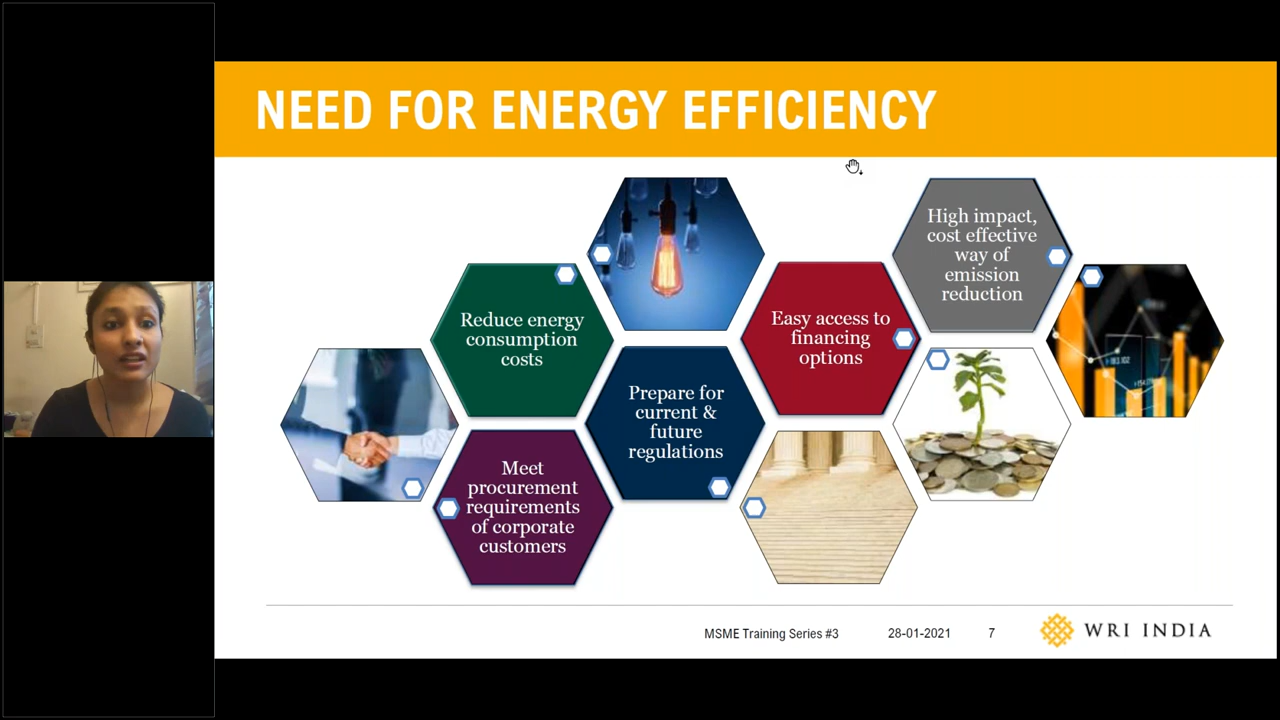 NEED FOR ENERGY EFFICIENCY
High impact,
cost effective
way of
emission
reduction
Reduce energy
consumption
costs
Easy access to
financing
options
Prepare for
current &
future
regulations
Meet
procurement
requirements
of corporate
customers
MSME Training Series #3
28-01-2021
7
WRI INDIA